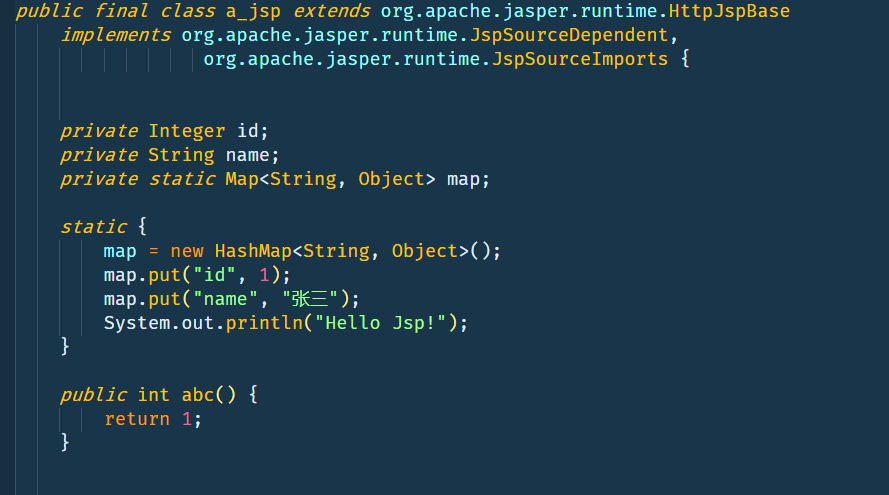 public final class a_jsp extends org.apache.jasper.runtime.HttpJspBase
implements org.apache.jasper.runtime.JspSourceDependent,
org.apache.jasper.runtime.JspSourceImports {
private Integer id;
private String name;
private static Map<String, Object> map;
static {
map = new HashMap<String, Object>();
map.put("id", 1);
map.put("name", "张三");
System.out.println("Hello Jsp!");
}
public int abc() {
return 1;
}